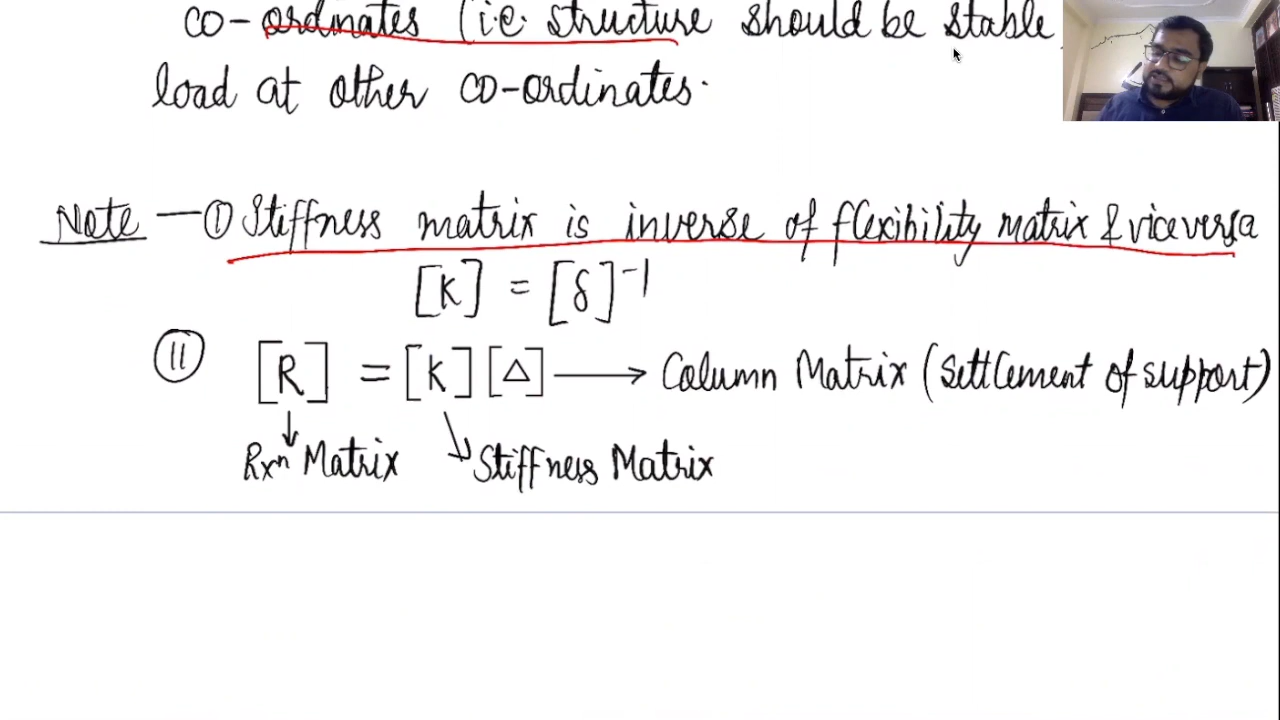 co-ordinates (i.e. structure should be stable
load at other co-ordinates.
Note — ① Stiffness matrix is inverse of flexibility matrix & viceversa
[K] = [δ]⁻¹
⑪ [R] = [K][Δ] ⟶ Column Matrix (Settlement of support)
↓ ↘
Rxⁿ Matrix Stiffness Matrix